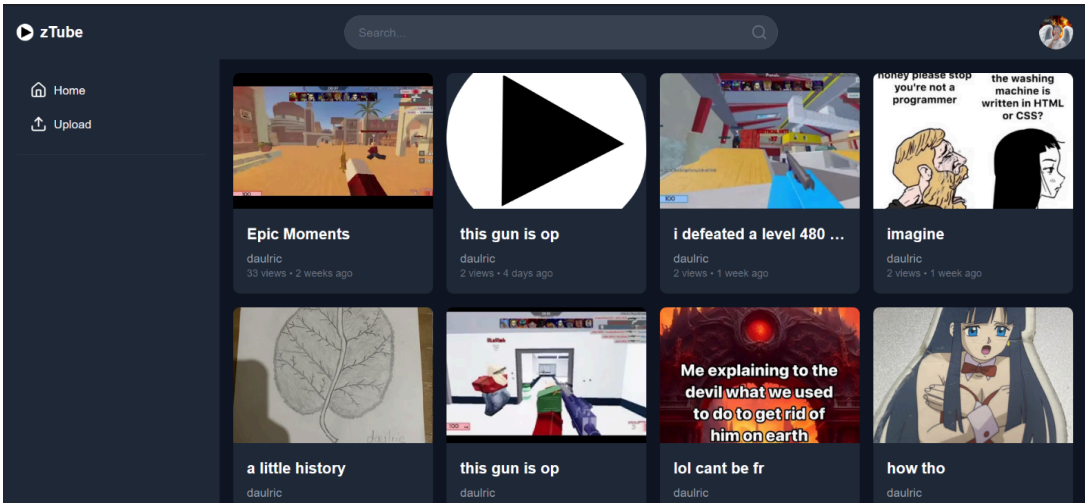 zTube
Search...
Home
Upload
honey please stop
you're not a
programmer
the washing
machine is
written in HTML
or CSS?
100
100
Epic Moments
daulric
33 views • 2 weeks ago
this gun is op
daulric
2 views • 4 days ago
i defeated a level 480 ...
daulric
2 views • 1 week ago
imagine
daulric
2 views • 1 week ago
daulric
100
Me explaining to the
devil what we used
to do to get rid of
him on earth
a little history
daulric
this gun is op
daulric
lol cant be fr
daulric
how tho
daulric